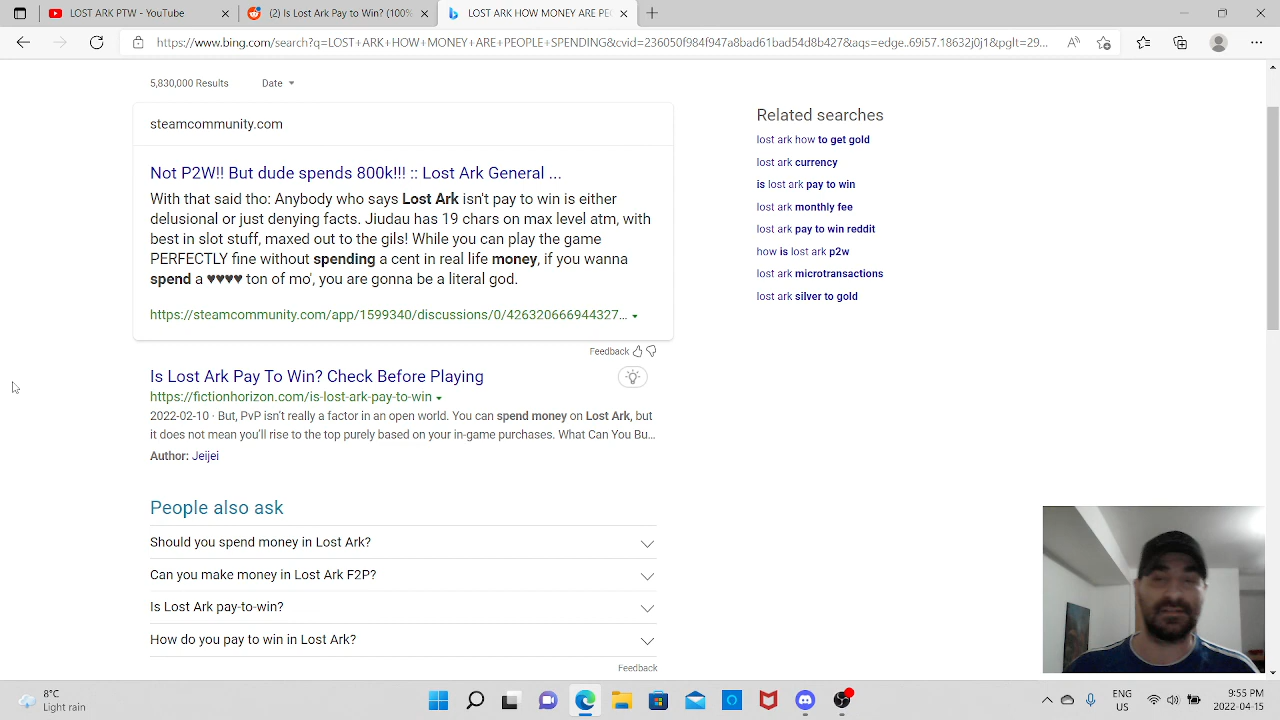 LOST ARK PTW - YouTube
(2) Is Lost Ark Pay to Win? (100%
LOST ARK HOW MONEY ARE PE
https://www.bing.com/search?q=LOST+ARK+HOW+MONEY+ARE+PEOPLE+SPENDING&cvid=236050f984f947a8bad61bad54d8b427&aqs=edge..69i57.18632j0j1&pglt=29...
5,830,000 Results
Date
steamcommunity.com
Not P2W!! But dude spends 800k!!! :: Lost Ark General ...
With that said tho: Anybody who says Lost Ark isn't pay to win is either
delusional or just denying facts. Jiudau has 19 chars on max level atm, with
best in slot stuff, maxed out to the gils! While you can play the game
PERFECTLY fine without spending a cent in real life money, if you wanna
spend a ♥♥♥♥ ton of mo', you are gonna be a literal god.
https://steamcommunity.com/app/1599340/discussions/0/426320666944327...
Feedback
Is Lost Ark Pay To Win? Check Before Playing
https://fictionhorizon.com/is-lost-ark-pay-to-win
2022-02-10 · But, PvP isn't really a factor in an open world. You can spend money on Lost Ark, but
it does not mean you'll rise to the top purely based on your in-game purchases. What Can You Bu...
Author: Jeijei
People also ask
Should you spend money in Lost Ark?
Can you make money in Lost Ark F2P?
Is Lost Ark pay-to-win?
How do you pay to win in Lost Ark?
Feedback
Related searches
lost ark how to get gold
lost ark currency
is lost ark pay to win
lost ark monthly fee
lost ark pay to win reddit
how is lost ark p2w
lost ark microtransactions
lost ark silver to gold
8°C
Light rain
ENG
US
9:55 PM
2022-04-15